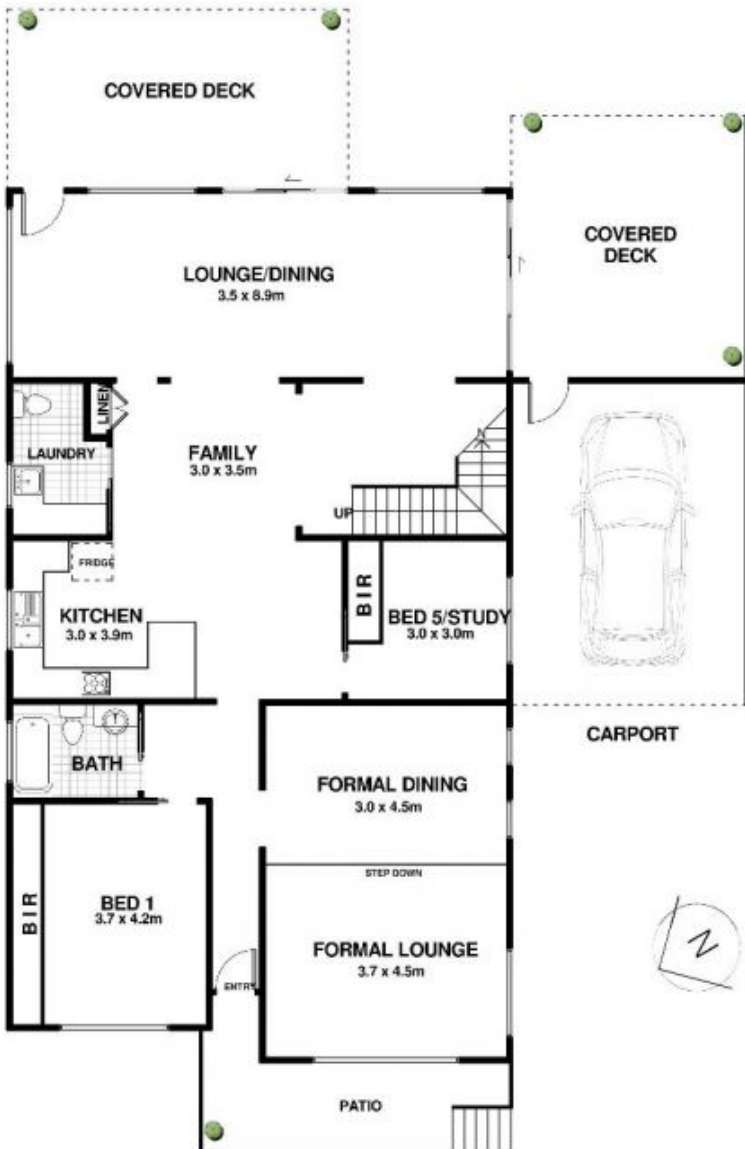 COVERED DECK
COVERED
DECK
LOUNGE/DINING
3.5 x 8.9m
LINEN
LAUNDRY
FAMILY
3.0 x 3.5m
UP
FRIDGE
KITCHEN
3.0 x 3.9m
BIR
BED 5/STUDY
3.0 x 3.0m
CARPORT
BATH
FORMAL DINING
3.0 x 4.5m
STEP DOWN
BIR
BED 1
3.7 x 4.2m
FORMAL LOUNGE
3.7 x 4.5m
N
ENTRY
PATIO